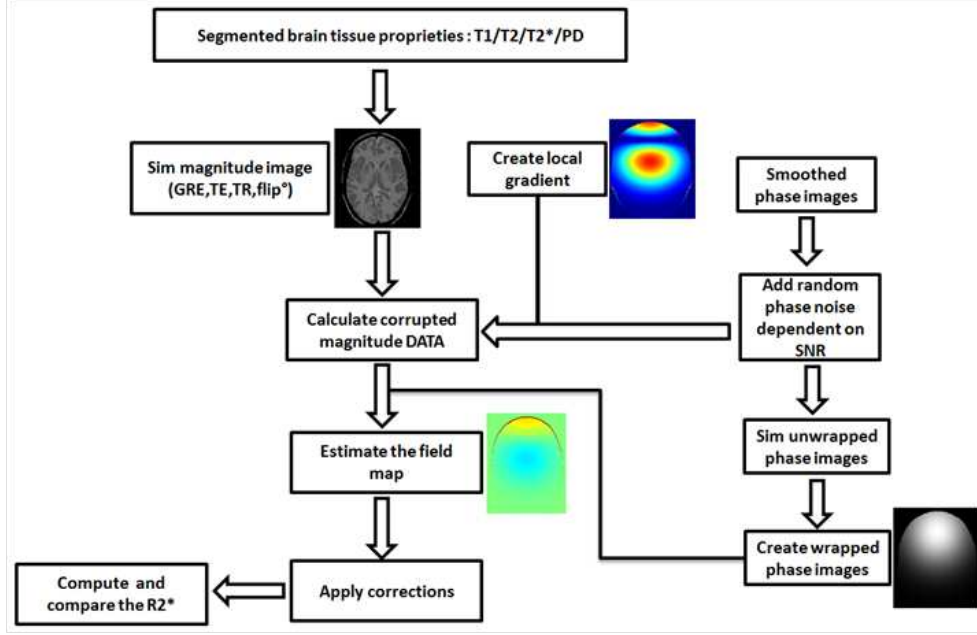 Segmented brain tissue proprieties : T1/T2/T2*/PD
Sim magnitude image
(GRE,TE,TR,flip°)
Create local
gradient
Smoothed
phase images
Calculate corrupted
magnitude DATA
Add random
phase noise
dependent on
SNR
Estimate the field
map
Sim unwrapped
phase images
Create wrapped
phase images
Apply corrections
Compute and
compare the R2*